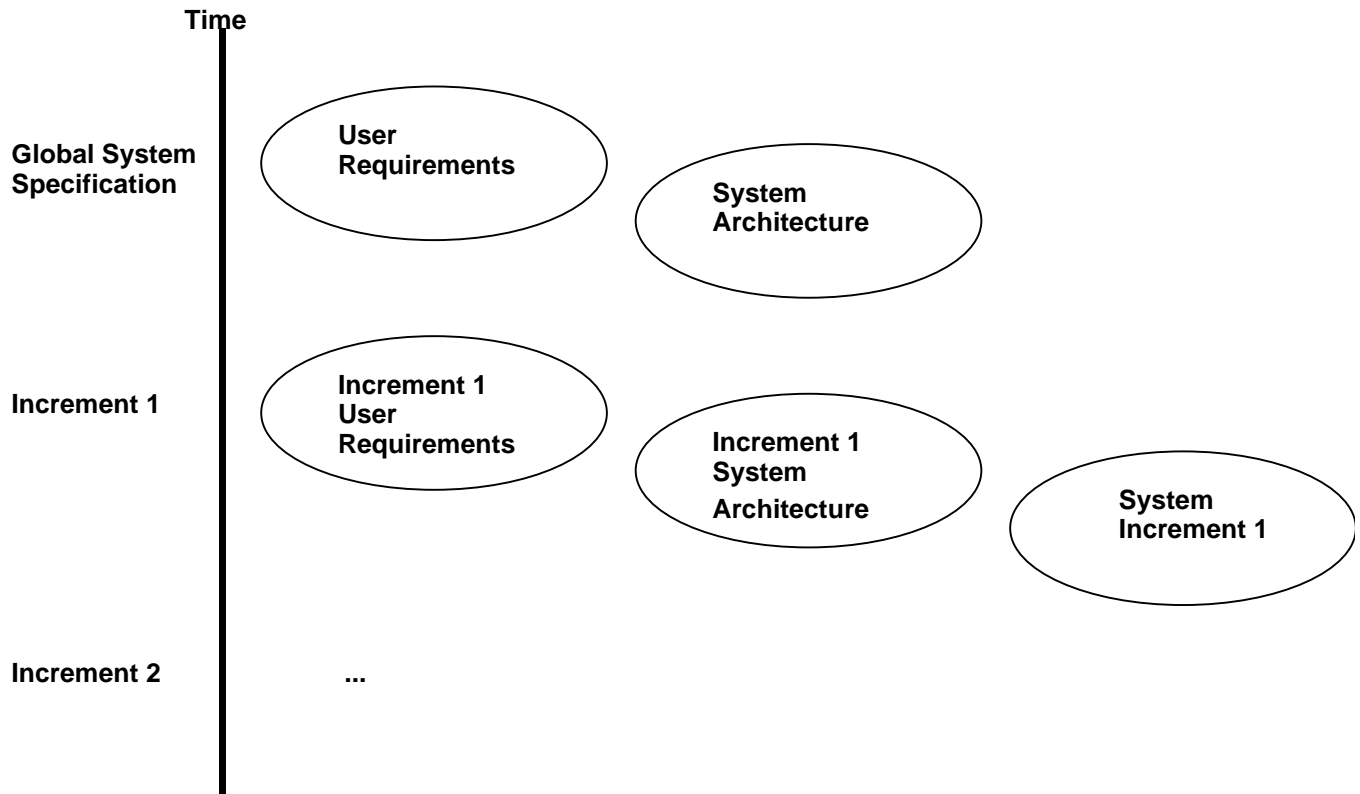 Time
Global System
Specification
User
Requirements
System
Architecture
Increment 1
Increment 1
User
Requirements
Increment 1
System
Architecture
System
Increment 1
Increment 2
...